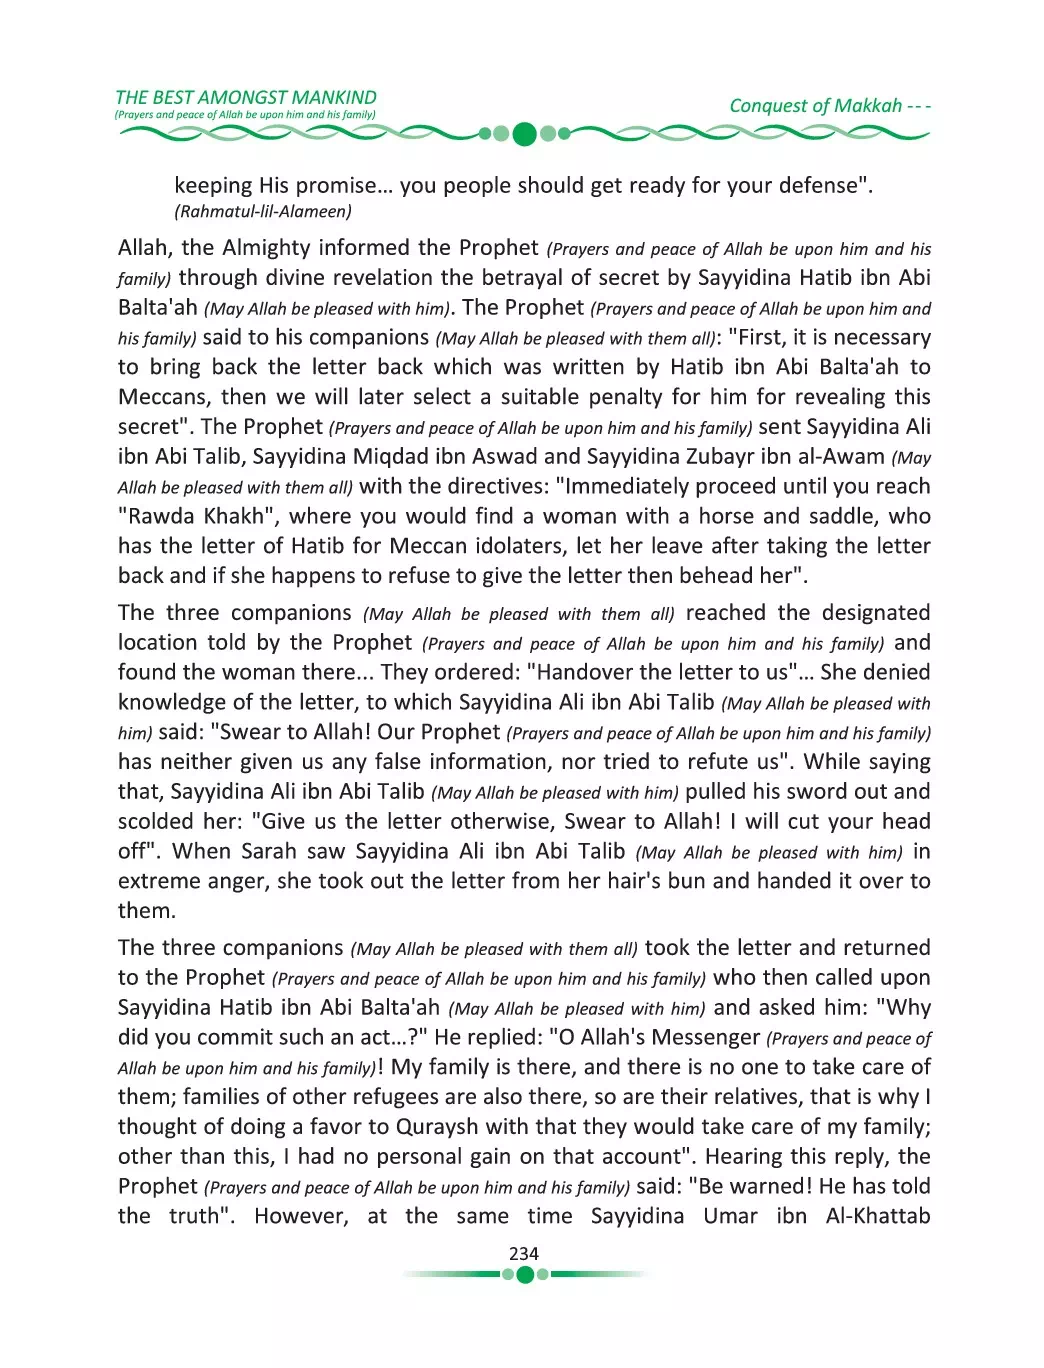 THE BEST AMONGST MANKIND
(Prayers and peace of Allah be upon him and his family)
Conquest of Makkah - - -
keeping His promise... you people should get ready for your defense".
(Rahmatul-lil-Alameen)
Allah, the Almighty informed the Prophet (Prayers and peace of Allah be upon him and his
family) through divine revelation the betrayal of secret by Sayyidina Hatib ibn Abi
Balta'ah (May Allah be pleased with him). The Prophet (Prayers and peace of Allah be upon him and
his family) said to his companions (May Allah be pleased with them all): "First, it is necessary
to bring back the letter back which was written by Hatib ibn Abi Balta'ah to
Meccans, then we will later select a suitable penalty for him for revealing this
secret". The Prophet (Prayers and peace of Allah be upon him and his family) sent Sayyidina Ali
ibn Abi Talib, Sayyidina Miqdad ibn Aswad and Sayyidina Zubayr ibn al-Awam (May
Allah be pleased with them all) with the directives: "Immediately proceed until you reach
"Rawda Khakh", where you would find a woman with a horse and saddle, who
has the letter of Hatib for Meccan idolaters, let her leave after taking the letter
back and if she happens to refuse to give the letter then behead her".
The three companions (May Allah be pleased with them all) reached the designated
location told by the Prophet (Prayers and peace of Allah be upon him and his family) and
found the woman there... They ordered: "Handover the letter to us"... She denied
knowledge of the letter, to which Sayyidina Ali ibn Abi Talib (May Allah be pleased with
him) said: "Swear to Allah! Our Prophet (Prayers and peace of Allah be upon him and his family)
has neither given us any false information, nor tried to refute us". While saying
that, Sayyidina Ali ibn Abi Talib (May Allah be pleased with him) pulled his sword out and
scolded her: "Give us the letter otherwise, Swear to Allah! I will cut your head
off". When Sarah saw Sayyidina Ali ibn Abi Talib (May Allah be pleased with him) in
extreme anger, she took out the letter from her hair's bun and handed it over to
them.
The three companions (May Allah be pleased with them all) took the letter and returned
to the Prophet (Prayers and peace of Allah be upon him and his family) who then called upon
Sayyidina Hatib ibn Abi Balta'ah (May Allah be pleased with him) and asked him: "Why
did you commit such an act...?" He replied: "O Allah's Messenger (Prayers and peace of
Allah be upon him and his family)! My family is there, and there is no one to take care of
them; families of other refugees are also there, so are their relatives, that is why I
thought of doing a favor to Quraysh with that they would take care of my family;
other than this, I had no personal gain on that account". Hearing this reply, the
Prophet (Prayers and peace of Allah be upon him and his family) said: "Be warned! He has told
the truth". However, at the same time Sayyidina Umar ibn Al-Khattab
234